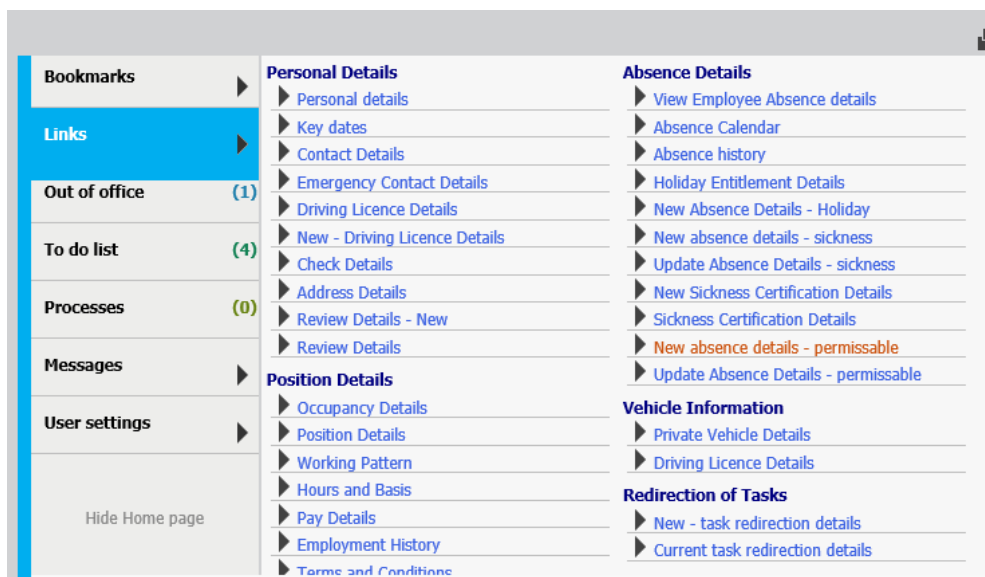 Bookmarks
Links
Out of office (1)
To do list (4)
Processes (0)
Messages
User settings
Hide Home page
Personal Details
Personal details
Key dates
Contact Details
Emergency Contact Details
Driving Licence Details
New - Driving Licence Details
Check Details
Address Details
Review Details - New
Review Details
Position Details
Occupancy Details
Position Details
Working Pattern
Hours and Basis
Pay Details
Employment History
Terms and Conditions
Absence Details
View Employee Absence details
Absence Calendar
Absence history
Holiday Entitlement Details
New Absence Details - Holiday
New absence details - sickness
Update Absence Details - sickness
New Sickness Certification Details
Sickness Certification Details
New absence details - permissable
Update Absence Details - permissable
Vehicle Information
Private Vehicle Details
Driving Licence Details
Redirection of Tasks
New - task redirection details
Current task redirection details